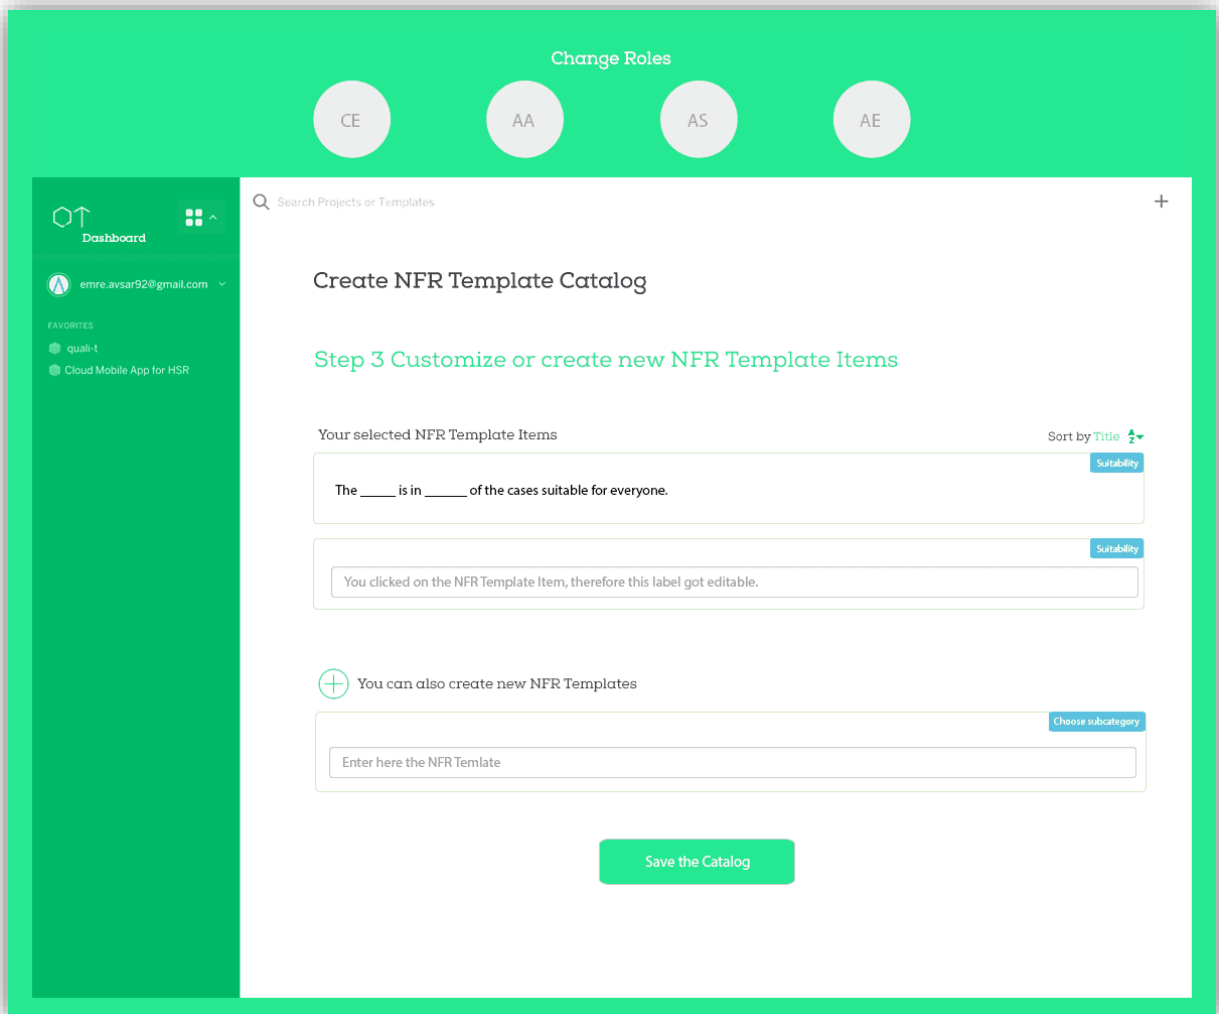 Change Roles
CE AA AS AE
Dashboard
Search Projects or Templates
emre.avsar92@gmail.com
FAVORITES
quali-t
Cloud Mobile App for HSR
Create NFR Template Catalog
Step 3 Customize or create new NFR Template Items
Your selected NFR Template Items
Sort by Title
Suitability
The _____ is in ______ of the cases suitable for everyone.
Suitability
You clicked on the NFR Template Item, therefore this label got editable.
You can also create new NFR Templates
Choose subcategory
Enter here the NFR Temlate
Save the Catalog